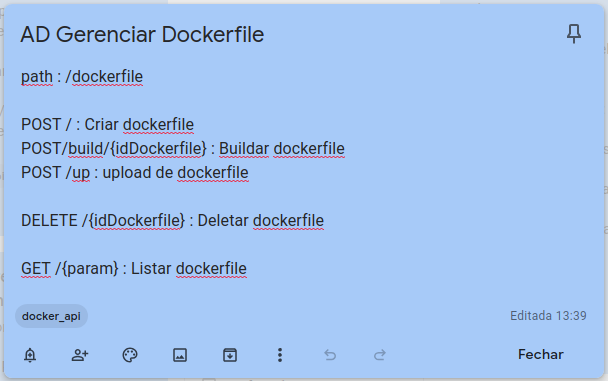 AD Gerenciar Dockerfile
path : /dockerfile
POST / : Criar dockerfile
POST/build/{idDockerfile} : Buildar dockerfile
POST /up : upload de dockerfile
DELETE /{idDockerfile} : Deletar dockerfile
GET /{param} : Listar dockerfile
docker_api
Editada 13:39
Fechar